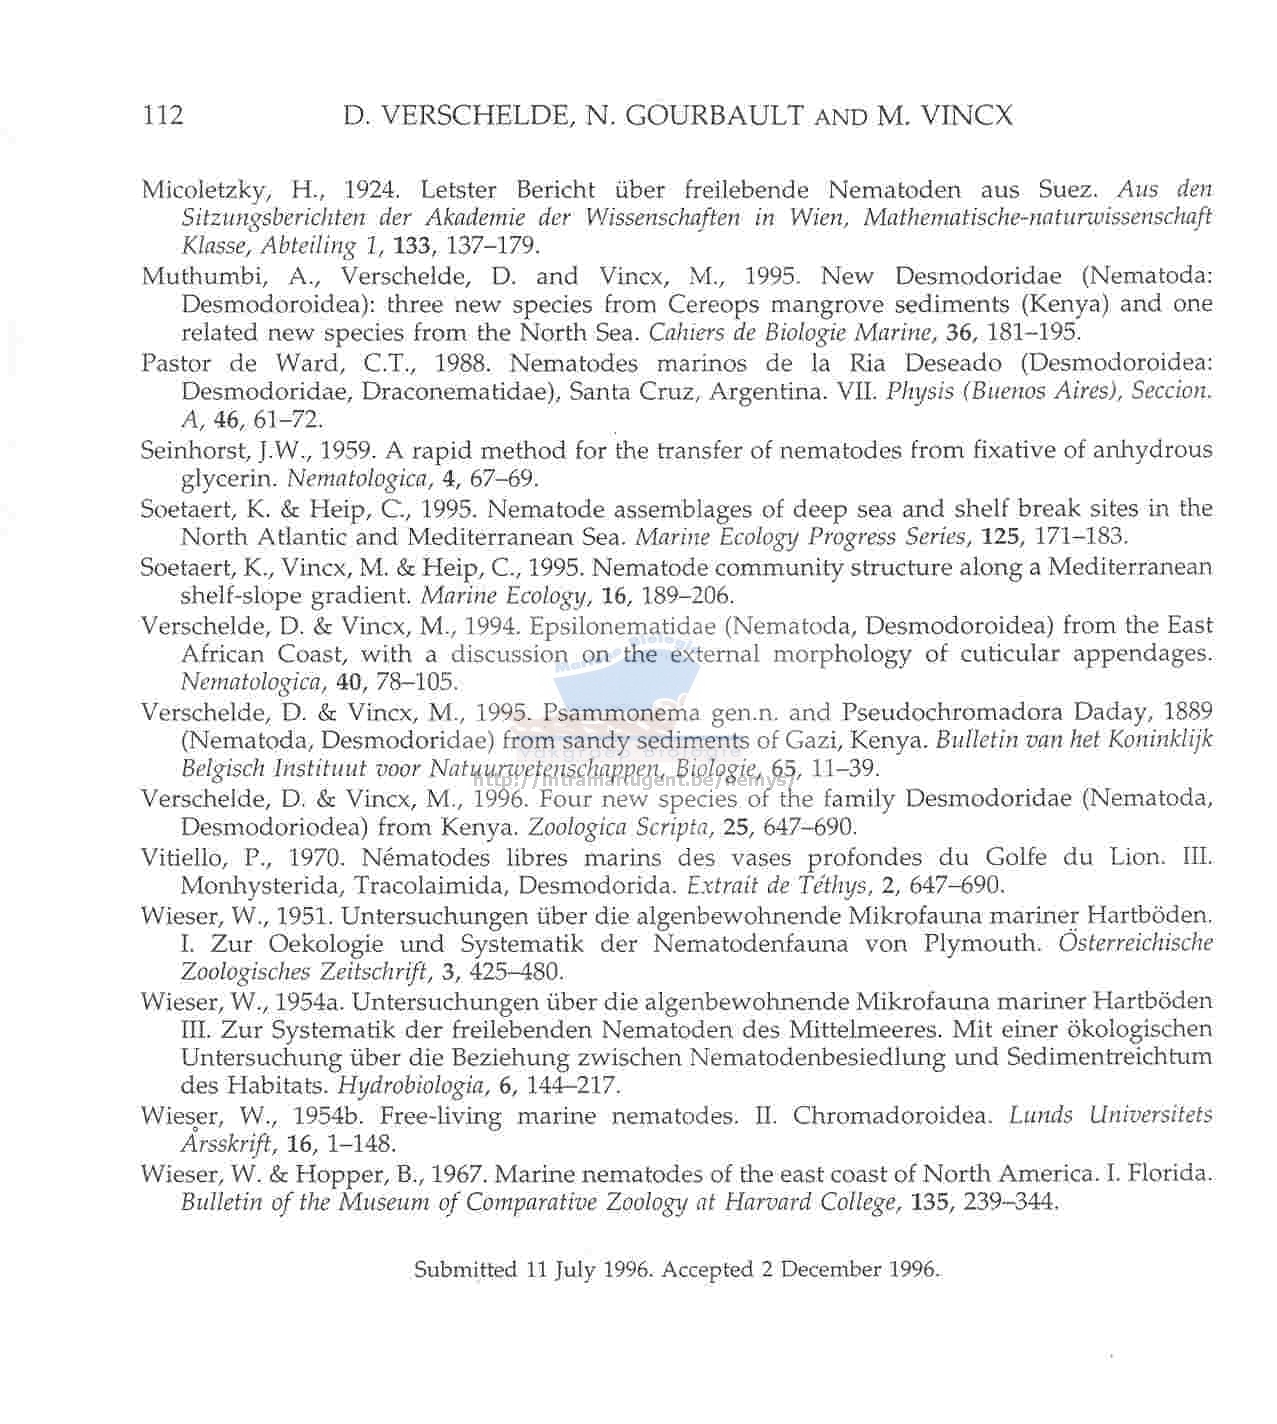 112 D. VERSCHELDE, N. GOURBAULT AND M. VINCX
Micoletzky, H., 1924. Letster Bericht über freilebende Nematoden aus Suez. Aus den
Sitzungsberichten der Akademie der Wissenschaften in Wien, Mathematische-naturwissenschaft
Klasse, Abteiling 1, 133, 137–179.
Muthumbi, A., Verschelde, D. and Vincx, M., 1995. New Desmodoridae (Nematoda:
Desmodoroidea): three new species from Cereops mangrove sediments (Kenya) and one
related new species from the North Sea. Cahiers de Biologie Marine, 36, 181–195.
Pastor de Ward, C.T., 1988. Nematodes marinos de la Ria Deseado (Desmodoroidea:
Desmodoridae, Draconematidae), Santa Cruz, Argentina. VII. Physis (Buenos Aires), Seccion.
A, 46, 61–72.
Seinhorst, J.W., 1959. A rapid method for the transfer of nematodes from fixative of anhydrous
glycerin. Nematologica, 4, 67–69.
Soetaert, K. & Heip, C., 1995. Nematode assemblages of deep sea and shelf break sites in the
North Atlantic and Mediterranean Sea. Marine Ecology Progress Series, 125, 171–183.
Soetaert, K., Vincx, M. & Heip, C., 1995. Nematode community structure along a Mediterranean
shelf-slope gradient. Marine Ecology, 16, 189–206.
Verschelde, D. & Vincx, M., 1994. Epsilonematidae (Nematoda, Desmodoroidea) from the East
African Coast, with a discussion on the external morphology of cuticular appendages.
Nematologica, 40, 78–105.
Verschelde, D. & Vincx, M., 1995. Psammonema gen.n. and Pseudochromadora Daday, 1889
(Nematoda, Desmodoridae) from sandy sediments of Gazi, Kenya. Bulletin van het Koninklijk
Belgisch Instituut voor Natuurwetenschappen, Biologie, 65, 11–39.
Verschelde, D. & Vincx, M., 1996. Four new species of the family Desmodoridae (Nematoda,
Desmodoriodea) from Kenya. Zoologica Scripta, 25, 647–690.
Vitiello, P., 1970. Nématodes libres marins des vases profondes du Golfe du Lion. III.
Monhysterida, Tracolaimida, Desmodorida. Extrait de Téthys, 2, 647–690.
Wieser, W., 1951. Untersuchungen über die algenbewohnende Mikrofauna mariner Hartböden.
I. Zur Oekologie und Systematik der Nematodenfauna von Plymouth. Österreichische
Zoologisches Zeitschrift, 3, 425–480.
Wieser, W., 1954a. Untersuchungen über die algenbewohnende Mikrofauna mariner Hartböden
III. Zur Systematik der freilebenden Nematoden des Mittelmeeres. Mit einer ökologischen
Untersuchung über die Beziehung zwischen Nematodenbesiedlung und Sedimentreichtum
des Habitats. Hydrobiologia, 6, 144–217.
Wieser, W., 1954b. Free-living marine nematodes. II. Chromadoroidea. Lunds Universitets
Årsskrift, 16, 1–148.
Wieser, W. & Hopper, B., 1967. Marine nematodes of the east coast of North America. I. Florida.
Bulletin of the Museum of Comparative Zoology at Harvard College, 135, 239–344.
Submitted 11 July 1996. Accepted 2 December 1996.
Mariene Biologie
Vakgroep Biologie
http://intramar.ugent.be/nemys/